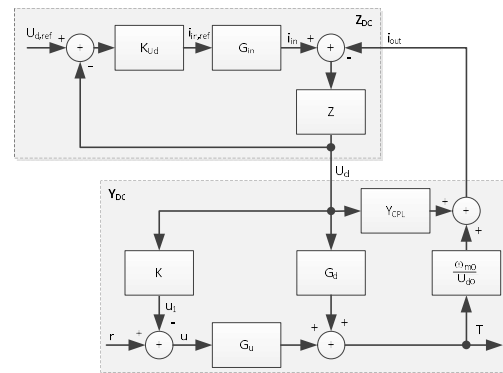 Z_DC
U_d,ref + K_Ud i_in,ref G_in i_in + i_out
+ +
- -
Z
U_d
Y_DC
Y_CPL + +
+
K G_d ω_m0
U_d0
u_1
- + +
r + + u G_u + T